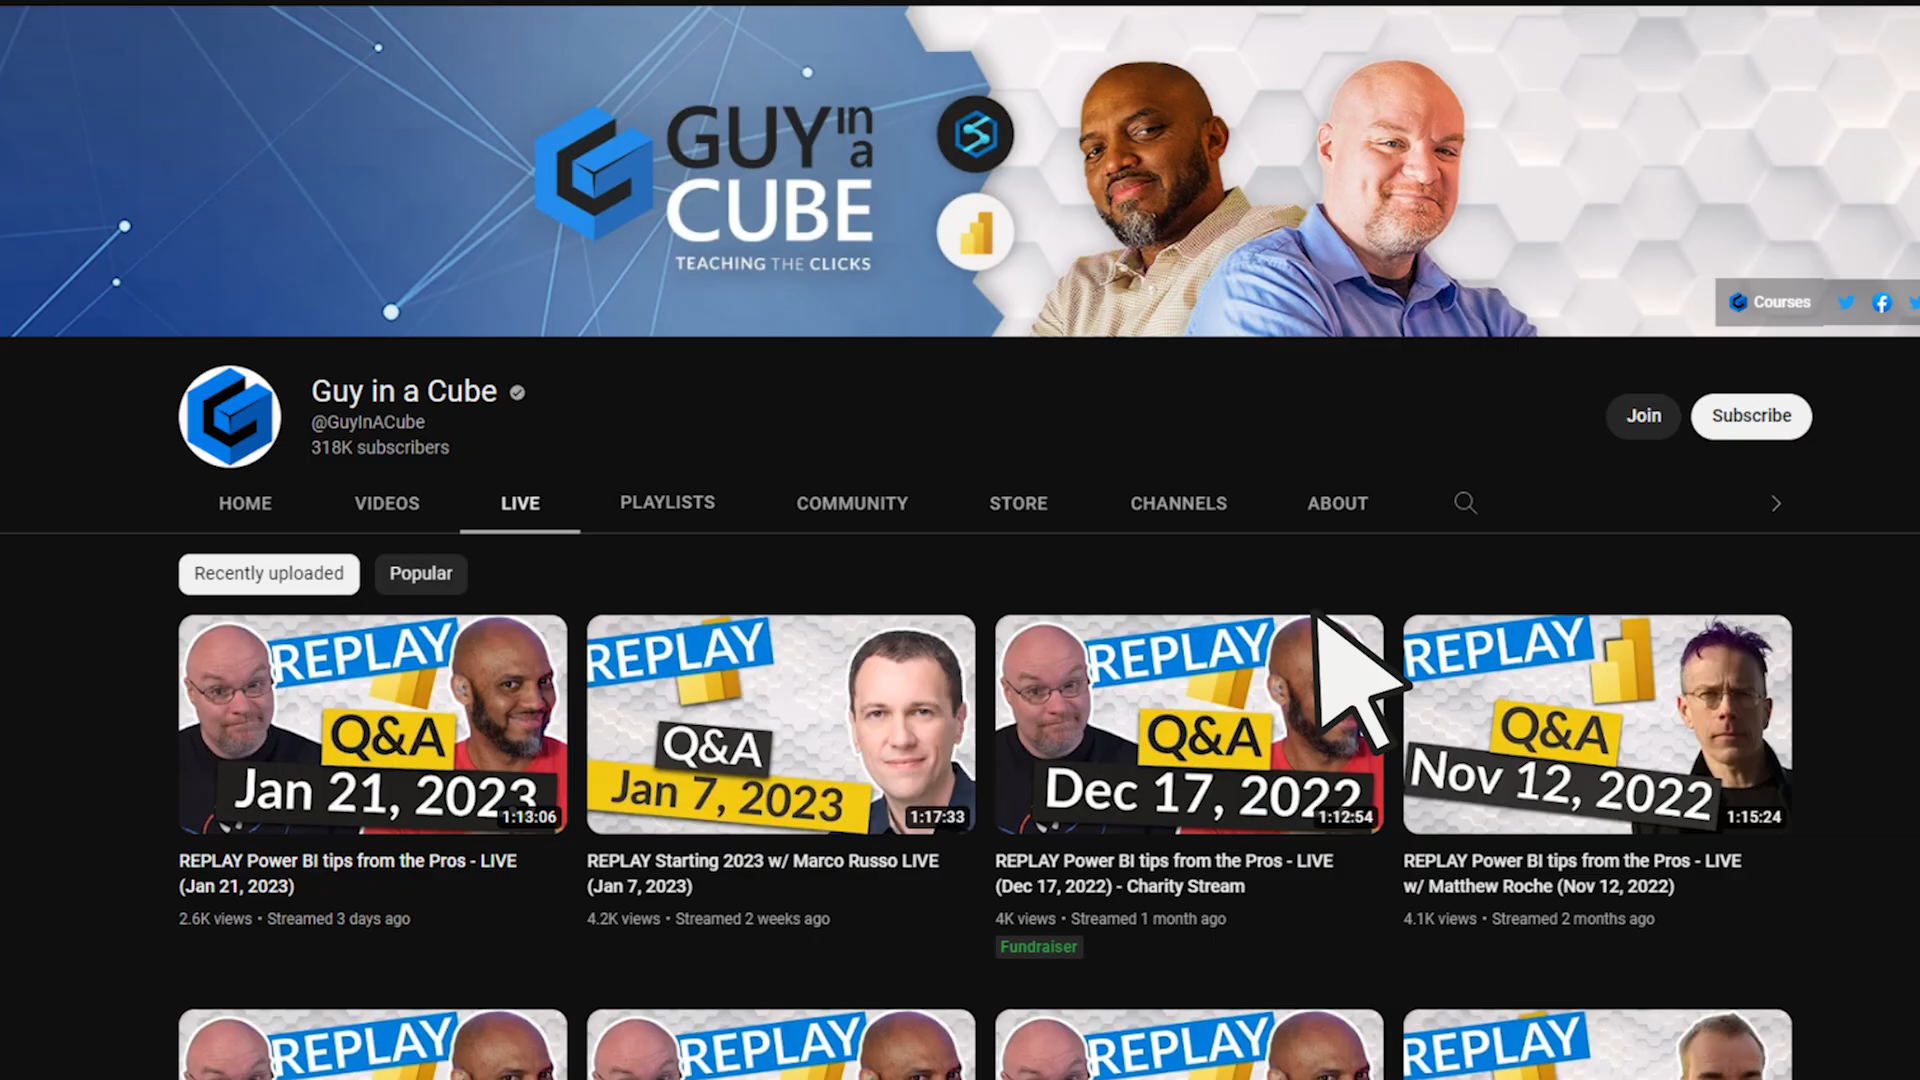 GUY in a
CUBE
TEACHING THE CLICKS
Courses
Guy in a Cube
@GuyInACube
318K subscribers
Join
Subscribe
HOME
VIDEOS
LIVE
PLAYLISTS
COMMUNITY
STORE
CHANNELS
ABOUT
Recently uploaded
Popular
REPLAY
Q&A
Jan 21, 2023
1:13:06
REPLAY
Q&A
Jan 7, 2023
1:17:33
REPLAY
Q&A
Dec 17, 2022
1:12:54
REPLAY
Q&A
Nov 12, 2022
1:15:24
REPLAY Power BI tips from the Pros - LIVE
(Jan 21, 2023)
2.6K views • Streamed 3 days ago
REPLAY Starting 2023 w/ Marco Russo LIVE
(Jan 7, 2023)
4.2K views • Streamed 2 weeks ago
REPLAY Power BI tips from the Pros - LIVE
(Dec 17, 2022) - Charity Stream
4K views • Streamed 1 month ago
Fundraiser
REPLAY Power BI tips from the Pros - LIVE
w/ Matthew Roche (Nov 12, 2022)
4.1K views • Streamed 2 months ago
REPLAY
REPLAY
REPLAY
REPLAY